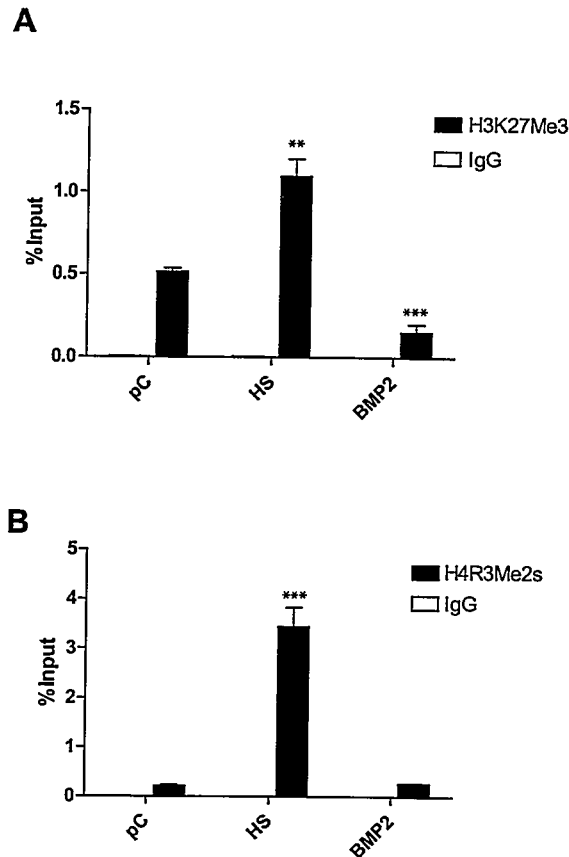 A
1.5
1.0
0.5
0.0
%Input
**
***
H3K27Me3
IgG
pC
HS
BMP2
B
5
4
3
2
1
0
%Input
***
H4R3Me2s
IgG
pC
HS
BMP2